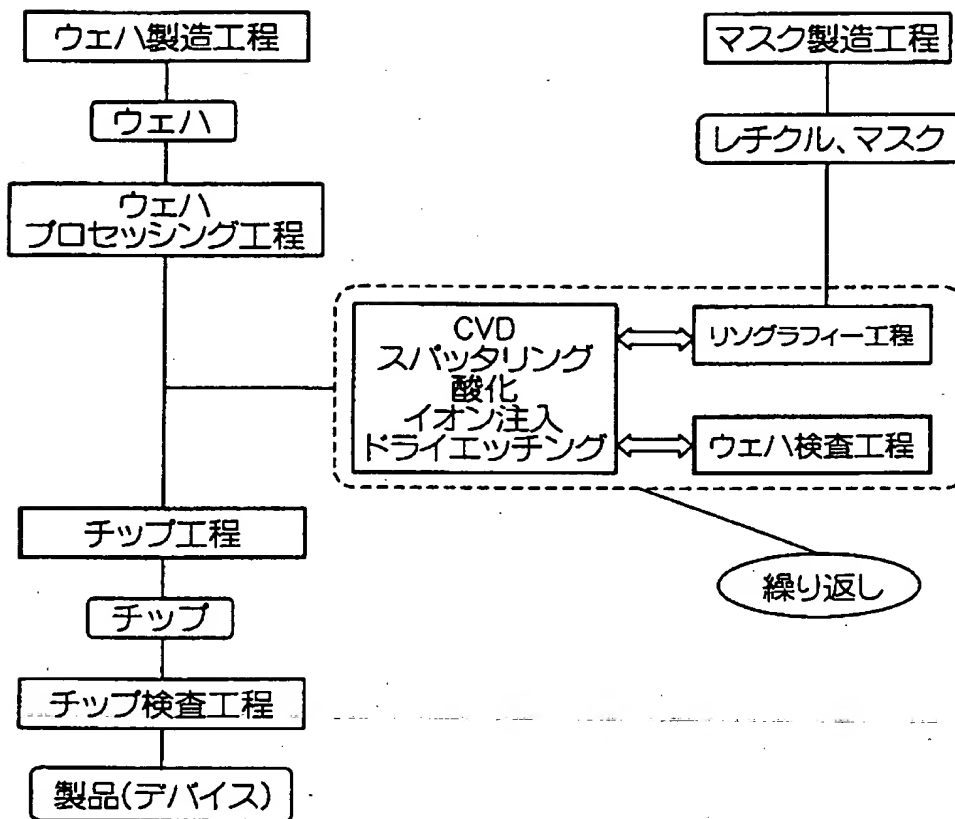 ウェハ製造工程
ウェハ
ウェハ
プロセッシング工程
チップ工程
チップ
チップ検査工程
製品(デバイス)
マスク製造工程
レチクル、マスク
CVD
スパッタリング
酸化
イオン注入
ドライエッチング
リングラフィー工程
ウェハ検査工程
繰り返し